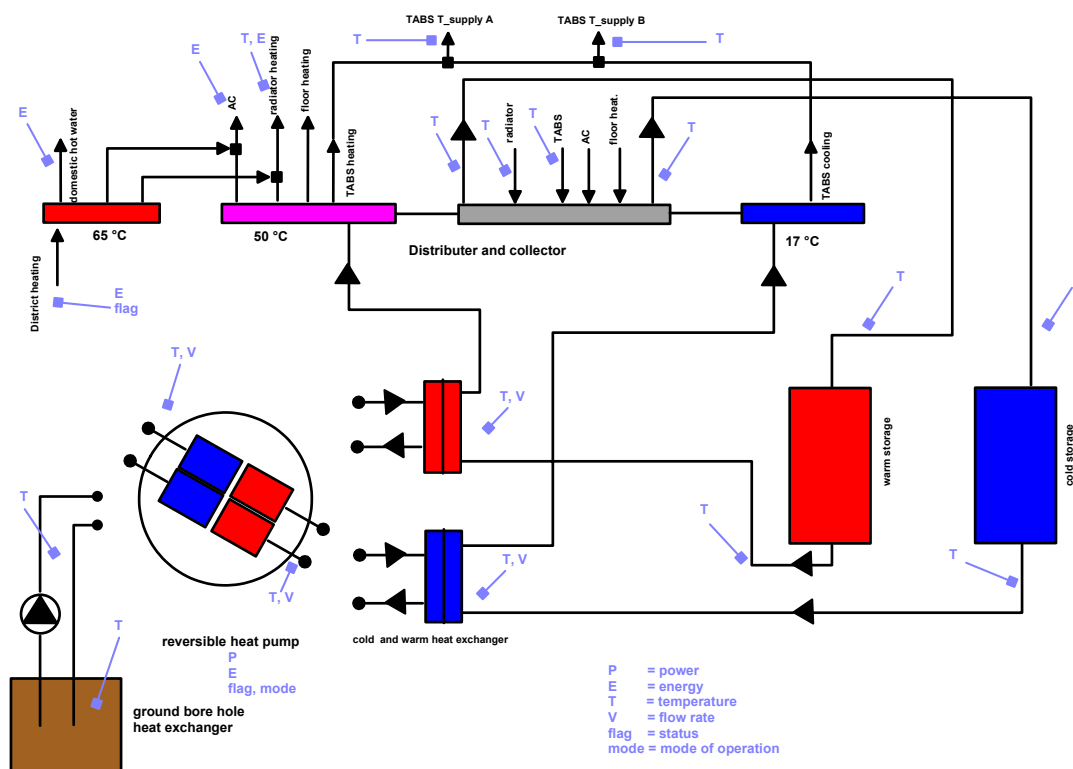 TABS T_supply A
TABS T_supply B
T
T
T, E
E
E
AC
radiator heating
floor heating
domestic hot water
TABS heating
T
T
T
radiator
TABS
AC
floor heat.
T
TABS cooling
65 °C
50 °C
Distributer and collector
17 °C
District heating
E
flag
T
T, V
T, V
warm storage
cold storage
T
T
T
T, V
T, V
T
cold and warm heat exchanger
reversible heat pump
P
E
flag, mode
ground bore hole
heat exchanger
P = power
E = energy
T = temperature
V = flow rate
flag = status
mode = mode of operation